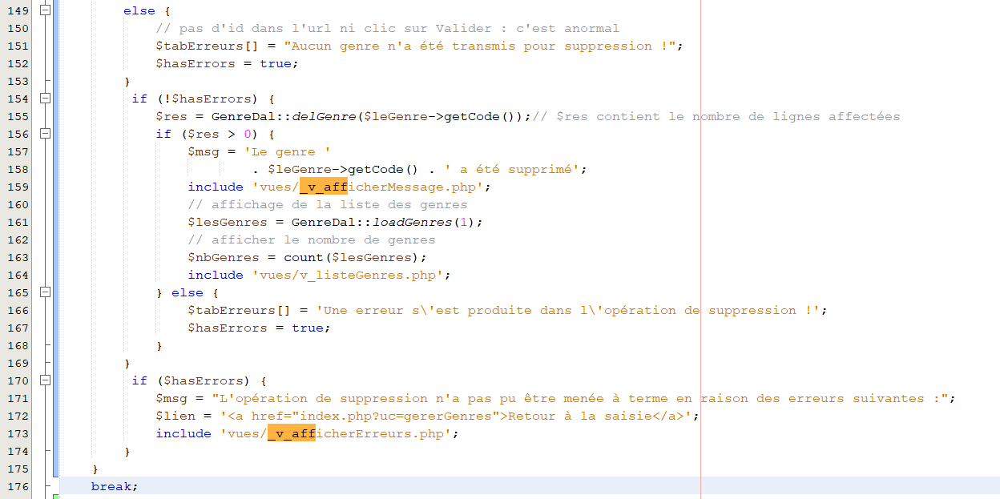 149 else {
150 // pas d'id dans l'url ni clic sur Valider : c'est anormal
151 $tabErreurs[] = "Aucun genre n'a été transmis pour suppression !";
152 $hasErrors = true;
153 }
154 if (!$hasErrors) {
155 $res = GenreDal::delGenre($leGenre->getCode());// $res contient le nombre de lignes affectées
156 if ($res > 0) {
157 $msg = 'Le genre '
158 . $leGenre->getCode() . ' a été supprimé';
159 include 'vues/_v_afficherMessage.php';
160 // affichage de la liste des genres
161 $lesGenres = GenreDal::loadGenres(1);
162 // afficher le nombre de genres
163 $nbGenres = count($lesGenres);
164 include 'vues/v_listeGenres.php';
165 } else {
166 $tabErreurs[] = 'Une erreur s\'est produite dans l\'opération de suppression !';
167 $hasErrors = true;
168 }
169 }
170 if ($hasErrors) {
171 $msg = "L'opération de suppression n'a pas pu être menée à terme en raison des erreurs suivantes :";
172 $lien = '<a href="index.php?uc=gererGenres">Retour à la saisie</a>';
173 include 'vues/_v_afficherErreurs.php';
174 }
175 }
176 break;